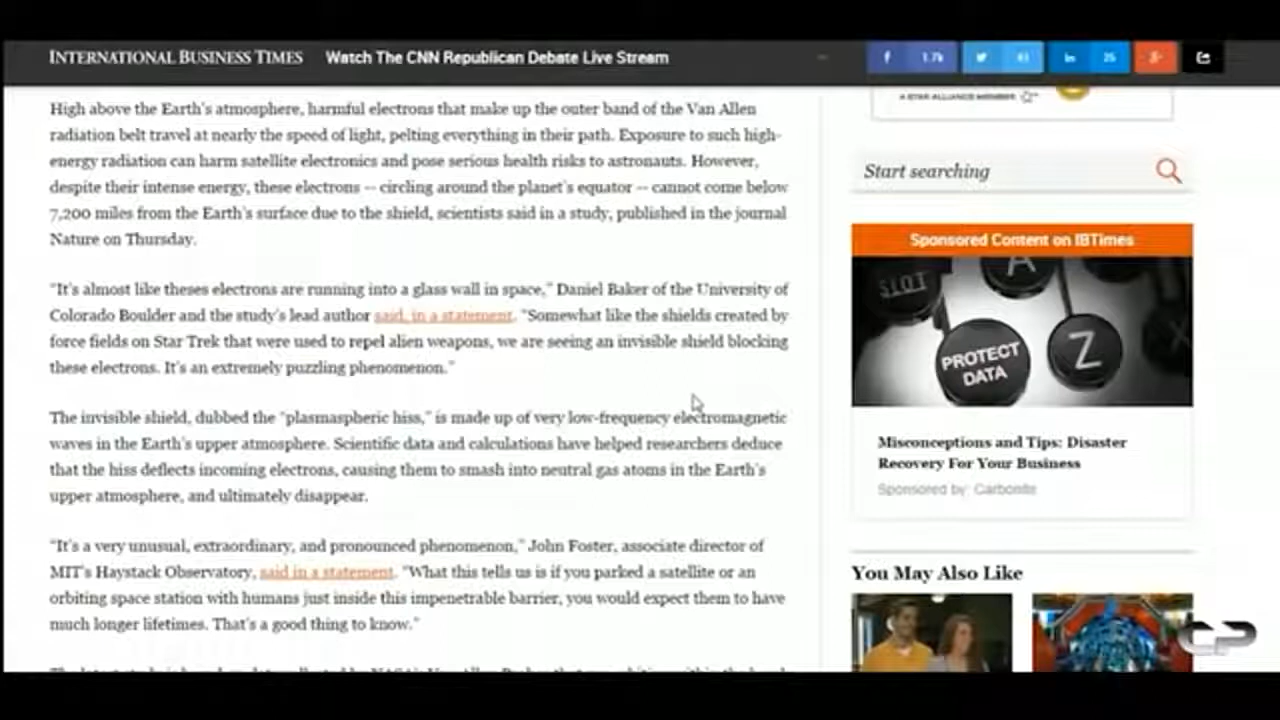 INTERNATIONAL BUSINESS TIMES
Watch The CNN Republican Debate Live Stream
1.7k
25
A STAR ALLIANCE MEMBER
High above the Earth's atmosphere, harmful electrons that make up the outer band of the Van Allen
radiation belt travel at nearly the speed of light, pelting everything in their path. Exposure to such high-
energy radiation can harm satellite electronics and pose serious health risks to astronauts. However,
despite their intense energy, these electrons -- circling around the planet's equator -- cannot come below
7,200 miles from the Earth's surface due to the shield, scientists said in a study, published in the journal
Nature on Thursday.
"It's almost like theses electrons are running into a glass wall in space," Daniel Baker of the University of
Colorado Boulder and the study's lead author said, in a statement. "Somewhat like the shields created by
force fields on Star Trek that were used to repel alien weapons, we are seeing an invisible shield blocking
these electrons. It's an extremely puzzling phenomenon."
The invisible shield, dubbed the "plasmaspheric hiss," is made up of very low-frequency electromagnetic
waves in the Earth's upper atmosphere. Scientific data and calculations have helped researchers deduce
that the hiss deflects incoming electrons, causing them to smash into neutral gas atoms in the Earth's
upper atmosphere, and ultimately disappear.
"It's a very unusual, extraordinary, and pronounced phenomenon," John Foster, associate director of
MIT's Haystack Observatory, said in a statement. "What this tells us is if you parked a satellite or an
orbiting space station with humans just inside this impenetrable barrier, you would expect them to have
much longer lifetimes. That's a good thing to know."
Start searching
Sponsored Content on IBTimes
SLOT
A
PROTECT
DATA
Z
X
Misconceptions and Tips: Disaster
Recovery For Your Business
Sponsored by: Carbonite
You May Also Like
CP